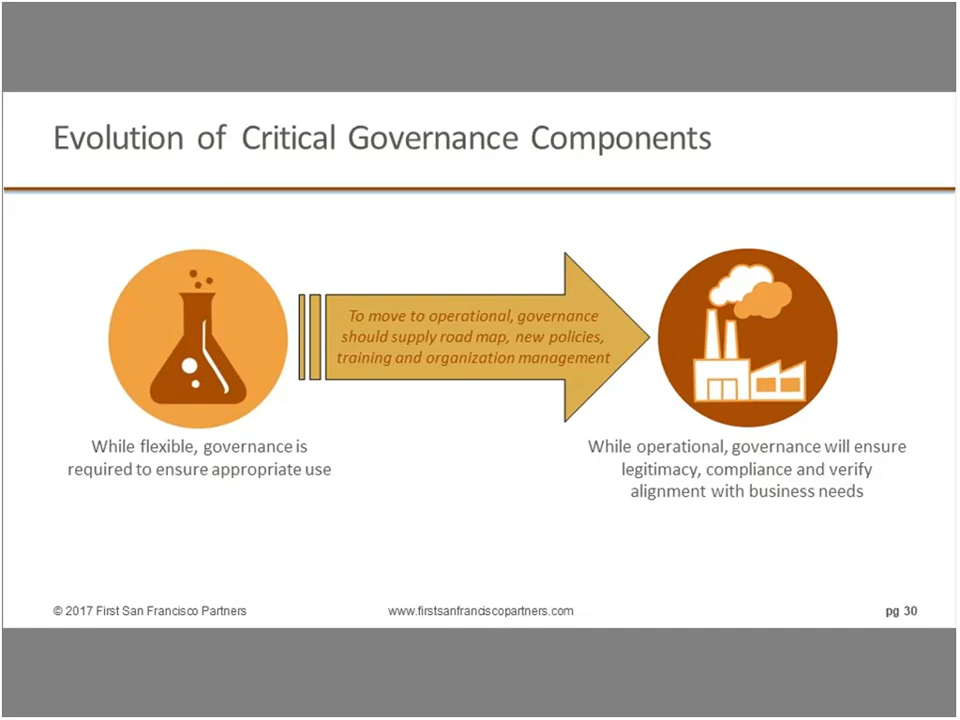 Evolution of Critical Governance Components
To move to operational, governance
should supply road map, new policies,
training and organization management
While flexible, governance is
required to ensure appropriate use
While operational, governance will ensure
legitimacy, compliance and verify
alignment with business needs
© 2017 First San Francisco Partners
www.firstsanfranciscopartners.com
pg 30